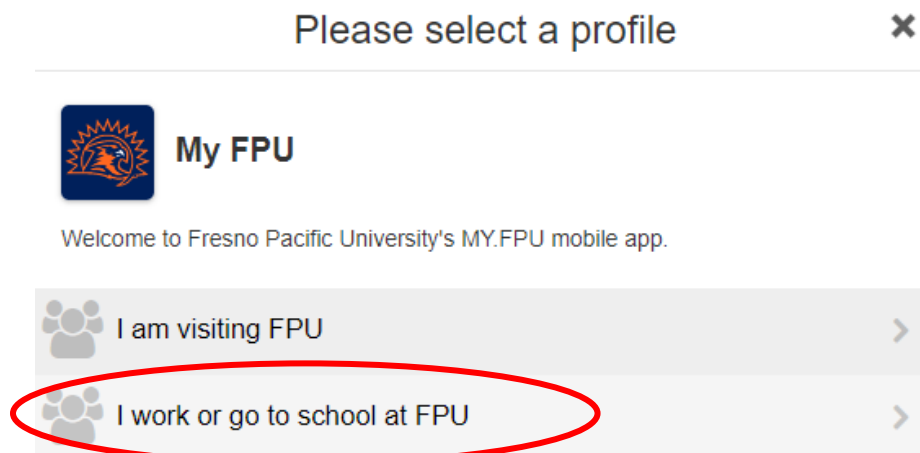 Please select a profile
My FPU
Welcome to Fresno Pacific University's MY.FPU mobile app.
I am visiting FPU
I work or go to school at FPU